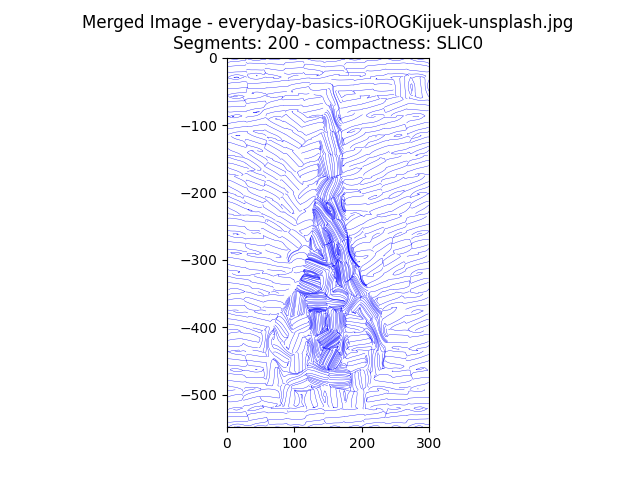 Merged Image - everyday-basics-i0ROGKijuek-unsplash.jpg
Segments: 200 - compactness: SLIC0
0
−100
−200
−300
−400
−500
0 100 200 300